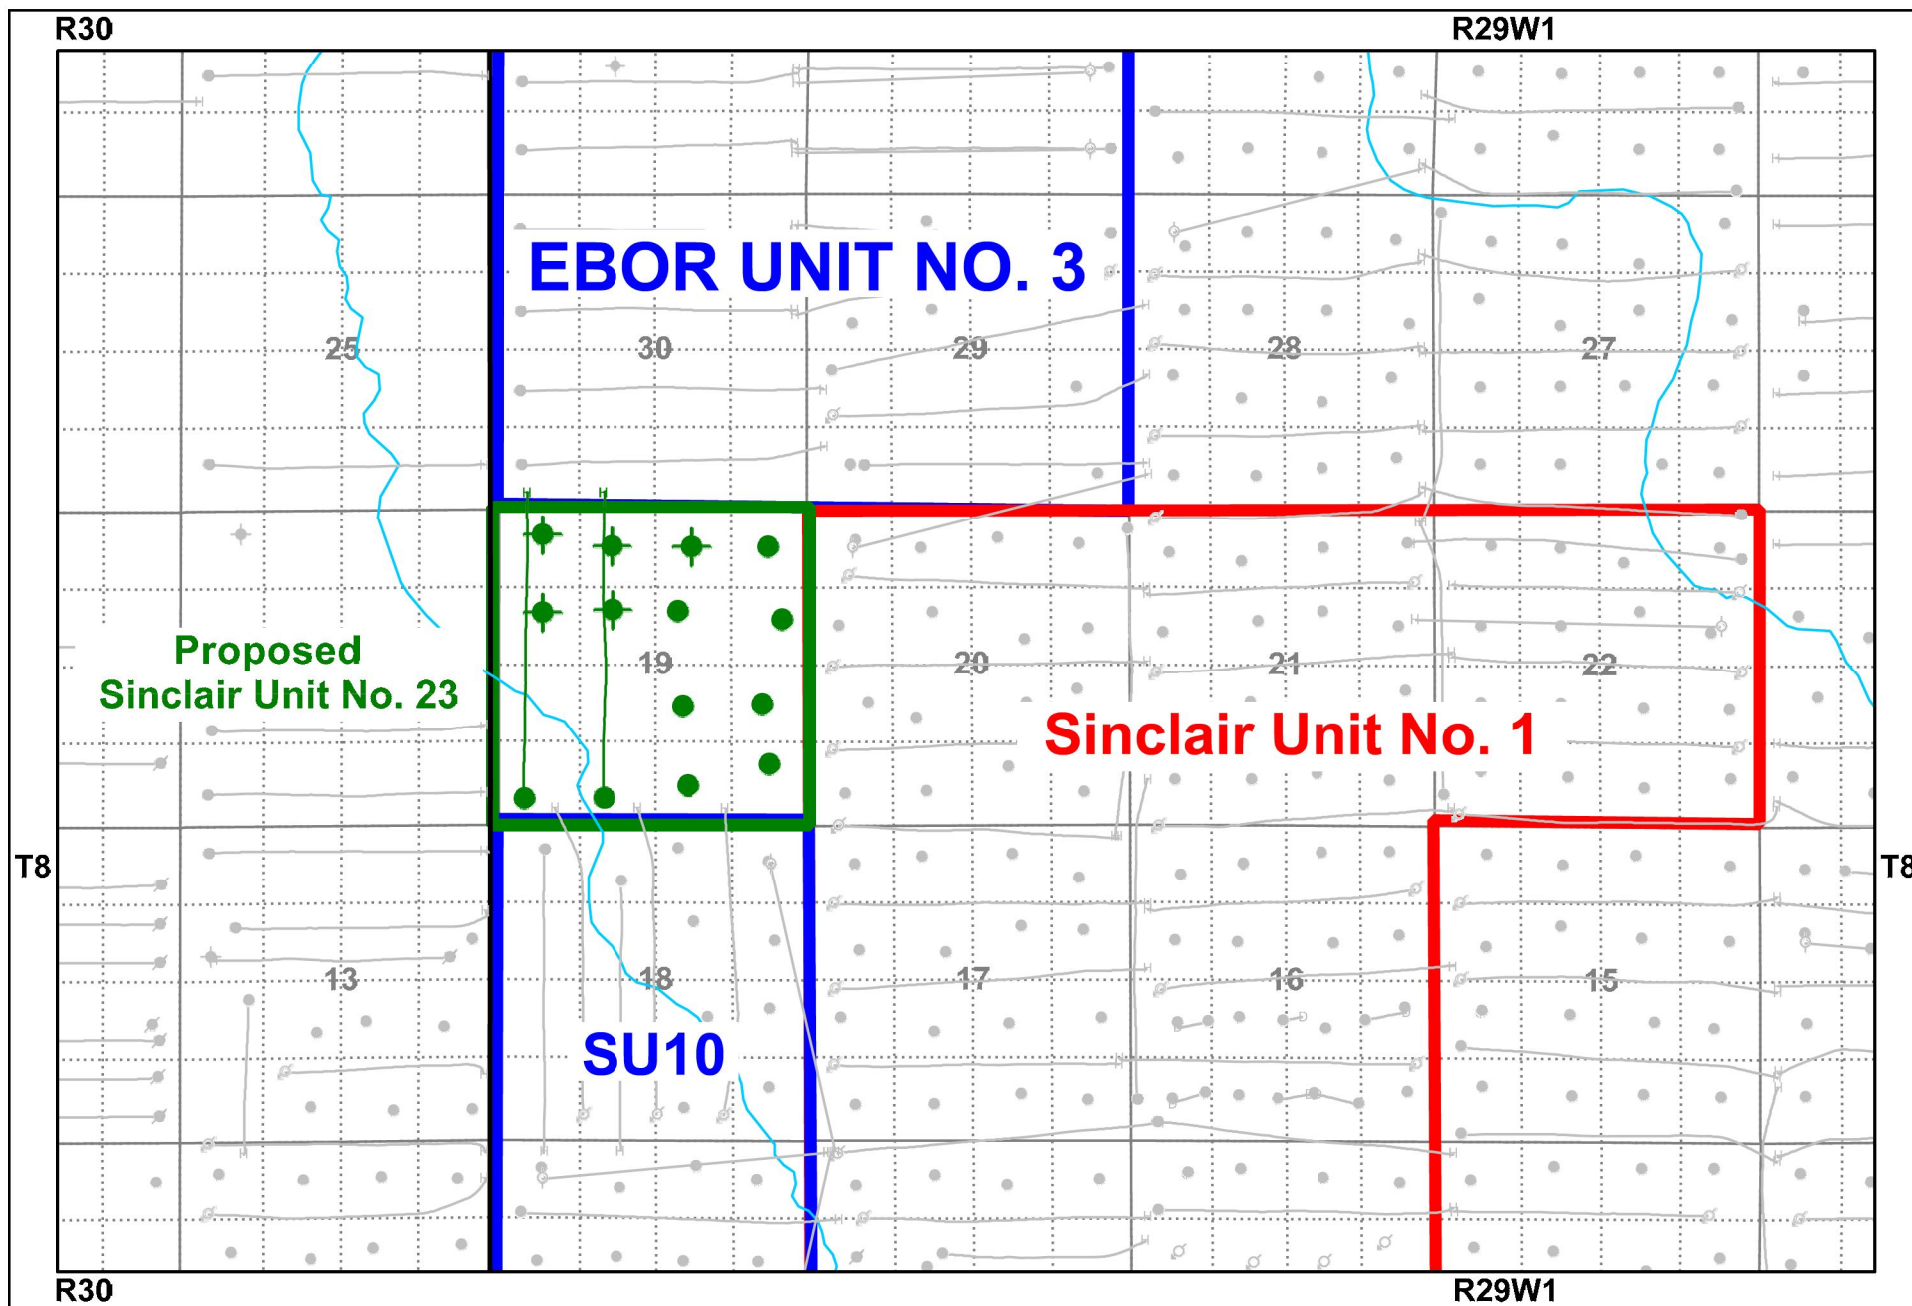 R30
R29W1
EBOR UNIT NO. 3
25
30
29
28
27
Proposed
Sinclair Unit No. 23
19
20
21
22
Sinclair Unit No. 1
T8
T8
13
18
17
16
15
SU10
R30
R29W1